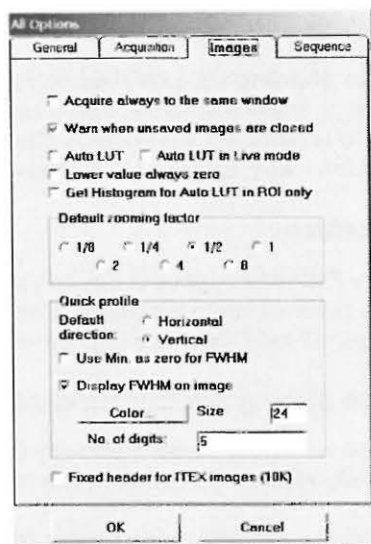 All Options
General Acquisition Images Sequence
Acquire always to the same window
Warn when unsaved images are closed
Auto LUT Auto LUT in Live mode
Lower value always zero
Get Histogram for Auto LUT in ROI only
Default zooming factor
1/8 1/4 1/2 1
2 4 8
Quick profile
Default direction: Horizontal
Vertical
Use Min. as zero for FWHM
Display FWHM on image
Color... Size 24
No. of digits: 5
Fixed header for ITEX images (10K)
OK Cancel